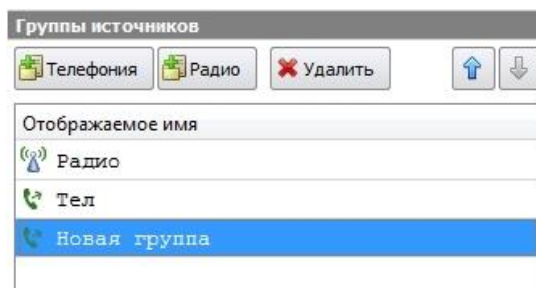 Группы источников
Телефония Радио Удалить
Отображаемое имя
Радио
Тел
Новая группа